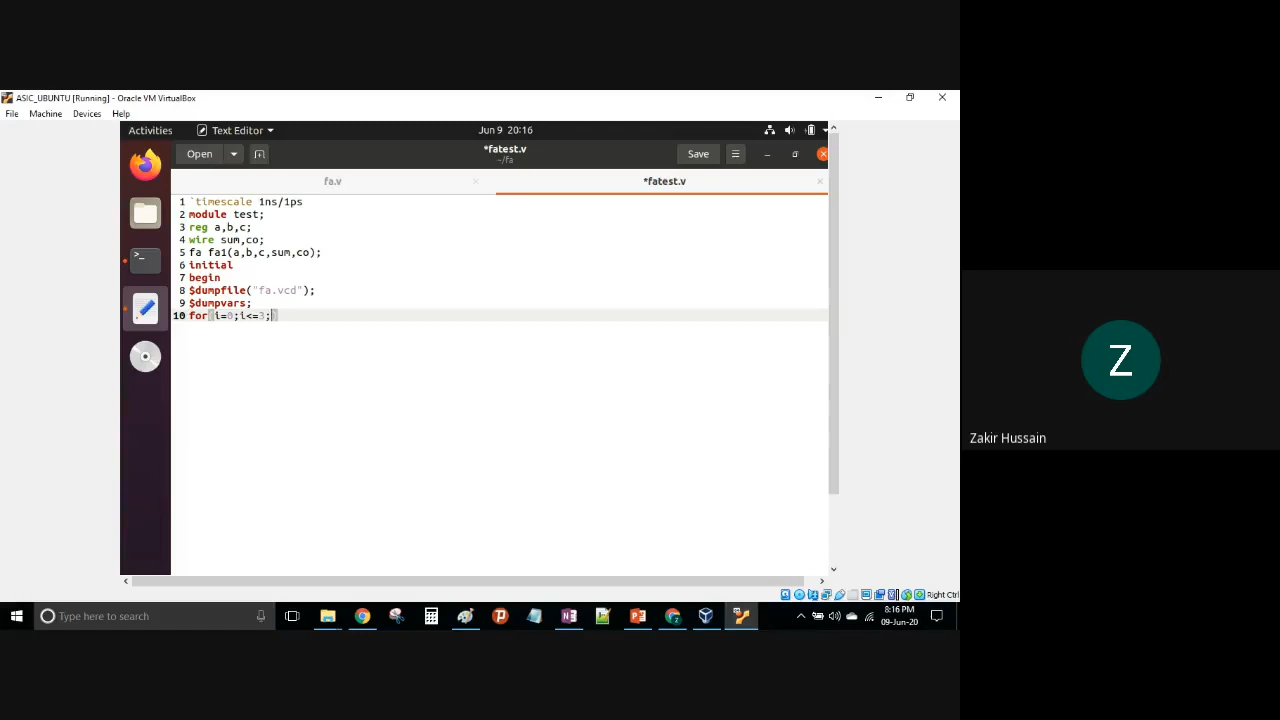 ASIC_UBUNTU [Running] - Oracle VM VirtualBox
File Machine Devices Help
Activities Text Editor Jun 9 20:16
Open *fatest.v Save
~/fa
fa.v *fatest.v
1 `timescale 1ns/1ps
2 module test;
3 reg a,b,c;
4 wire sum,co;
5 fa fa1(a,b,c,sum,co);
6 initial
7 begin
8 $dumpfile("fa.vcd");
9 $dumpvars;
10 for(i=0;i<=3;)
Z
Zakir Hussain
Right Ctrl
Type here to search
8:16 PM
09-Jun-20